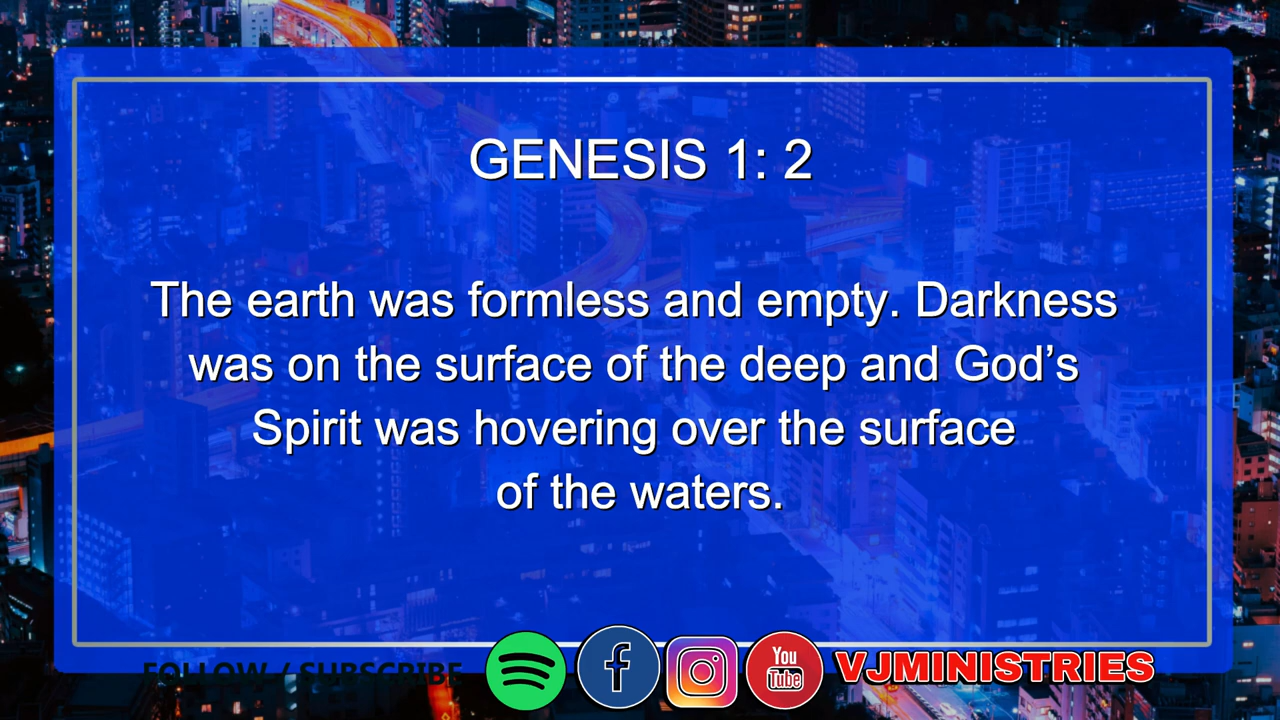 GENESIS 1: 2
The earth was formless and empty. Darkness
was on the surface of the deep and God’s
Spirit was hovering over the surface
of the waters.
FOLLOW / SUBSCRIBE
You
Tube
VJMINISTRIES